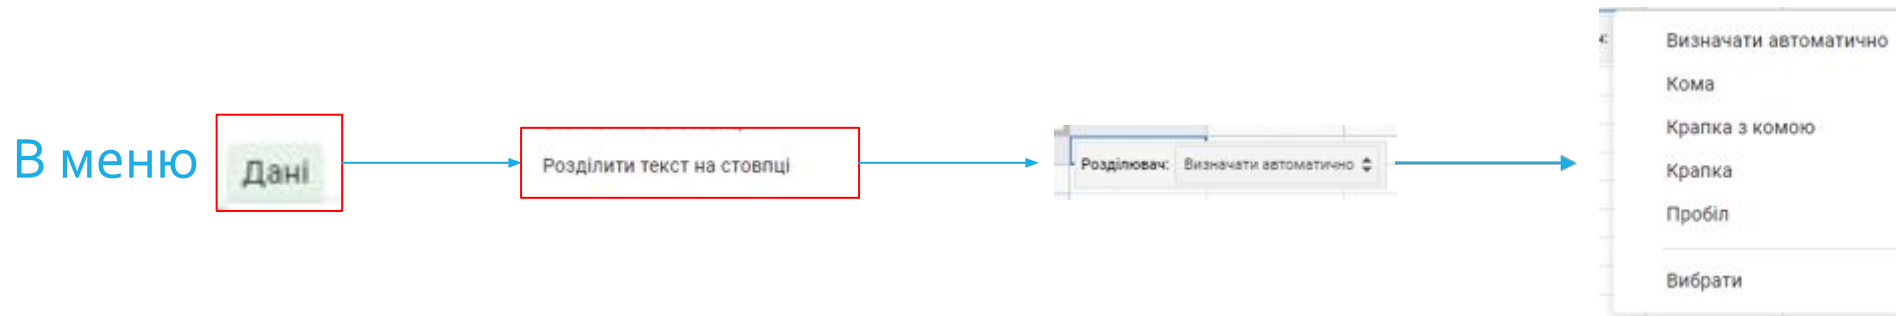 В меню
Дані
Розділити текст на стовпці
Розділювач: Визначати автоматично
Визначати автоматично
Кома
Крапка з комою
Крапка
Пробіл
Вибрати